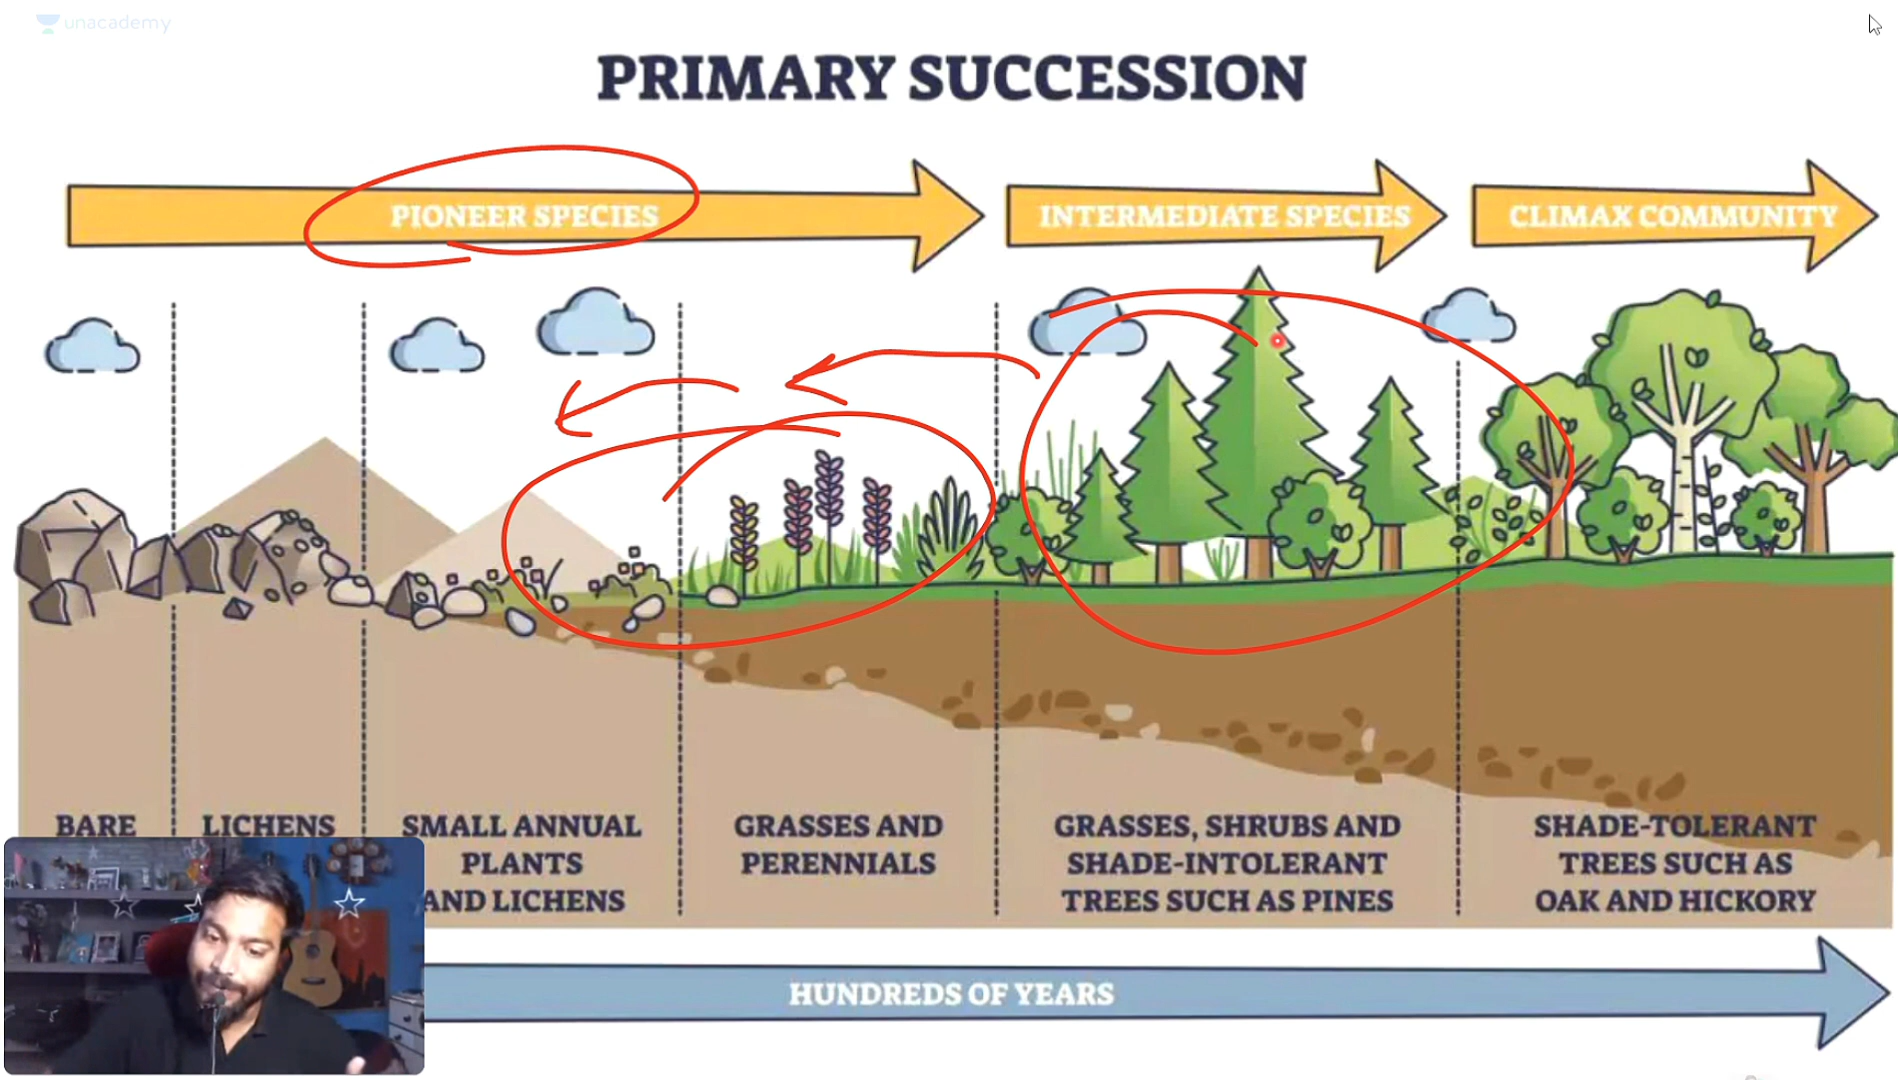 unacademy
PRIMARY SUCCESSION
PIONEER SPECIES
INTERMEDIATE SPECIES
CLIMAX COMMUNITY
BARE
LICHENS
SMALL ANNUAL
PLANTS
AND LICHENS
GRASSES AND
PERENNIALS
GRASSES, SHRUBS AND
SHADE-INTOLERANT
TREES SUCH AS PINES
SHADE-TOLERANT
TREES SUCH AS
OAK AND HICKORY
HUNDREDS OF YEARS